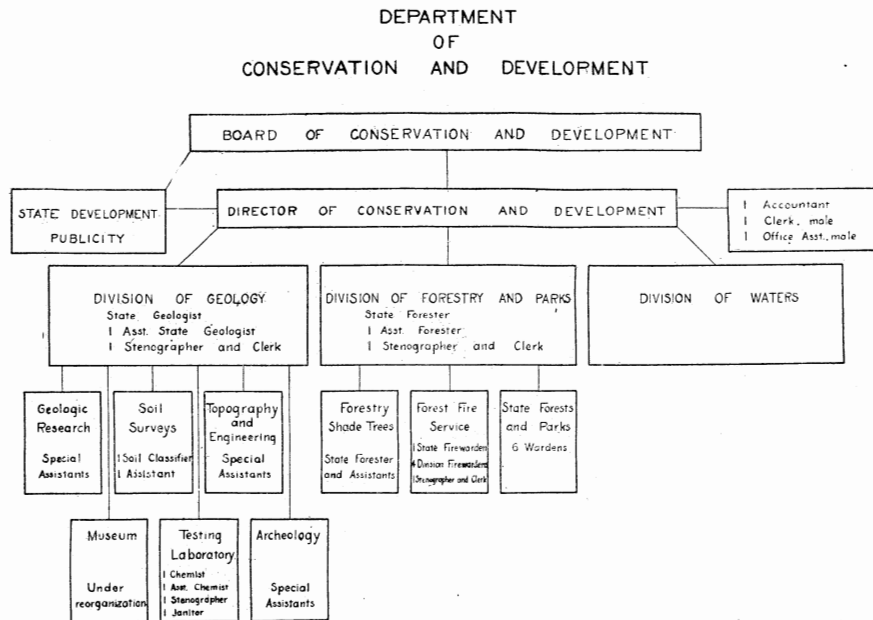 DEPARTMENT
OF
CONSERVATION AND DEVELOPMENT
BOARD OF CONSERVATION AND DEVELOPMENT
STATE DEVELOPMENT
PUBLICITY
DIRECTOR OF CONSERVATION AND DEVELOPMENT
1 Accountant
1 Clerk, male
1 Office Asst., male
DIVISION OF GEOLOGY
State Geologist
1 Asst. State Geologist
1 Stenographer and Clerk
DIVISION OF FORESTRY AND PARKS
State Forester
1 Asst. Forester
1 Stenographer and Clerk
DIVISION OF WATERS
Geologic
Research
Special
Assistants
Soil
Surveys
1 Soil Classifier
1 Assistant
Topography
and
Engineering
Special
Assistants
Forestry
Shade Trees
State Forester
and Assistants
Forest Fire
Service
1 State Firewarden
4 Division Firewardens
1 Stenographer and Clerk
State Forests
and Parks
6 Wardens
Museum
Under
reorganization
Testing
Laboratory
1 Chemist
1 Asst. Chemist
1 Stenographer
1 Janitor
Archeology
Special
Assistants